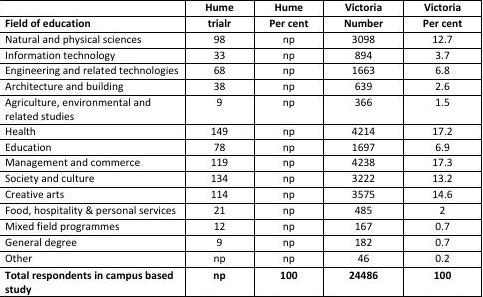 Hume Hume Victoria Victoria
Field of education trialr Per cent Number Per cent
Natural and physical sciences 98 np 3098 12.7
Information technology 33 np 894 3.7
Engineering and related technologies 68 np 1663 6.8
Architecture and building 38 np 639 2.6
Agriculture, environmental and 9 np 366 1.5
related studies
Health 149 np 4214 17.2
Education 78 np 1697 6.9
Management and commerce 119 np 4238 17.3
Society and culture 134 np 3222 13.2
Creative arts 114 np 3575 14.6
Food, hospitality & personal services 21 np 485 2
Mixed field programmes 12 np 167 0.7
General degree 9 np 182 0.7
Other np np 46 0.2
Total respondents in campus based np 100 24486 100
study